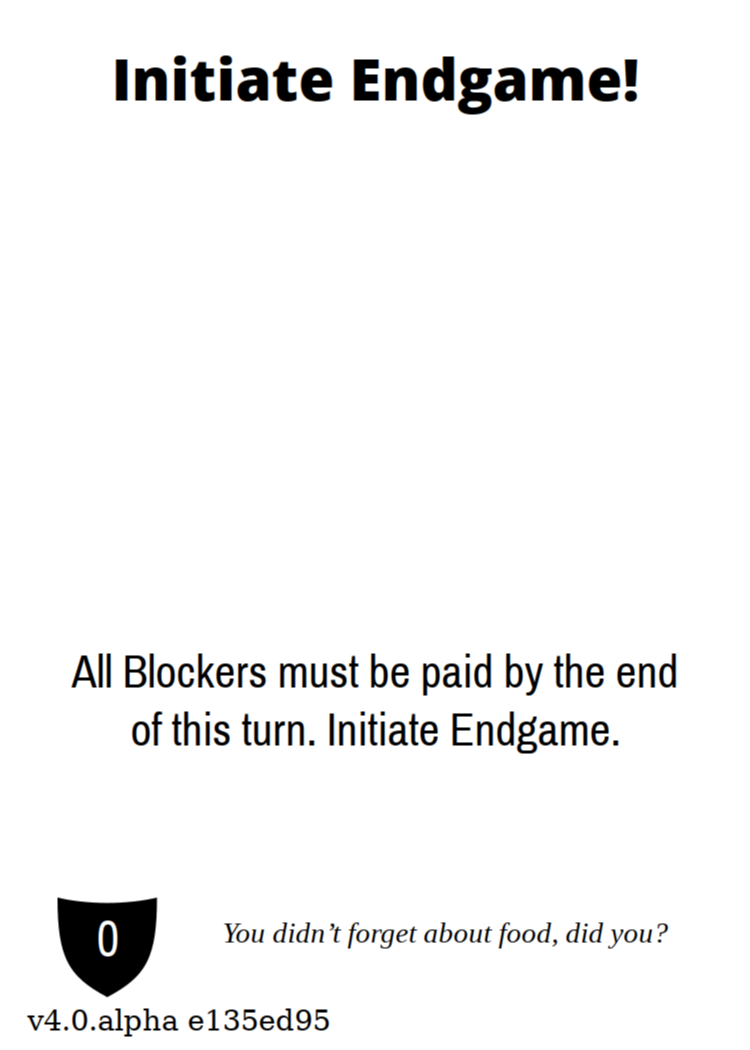 Initiate Endgame!
All Blockers must be paid by the end
of this turn. Initiate Endgame.
0
You didn’t forget about food, did you?
v4.0.alpha e135ed95